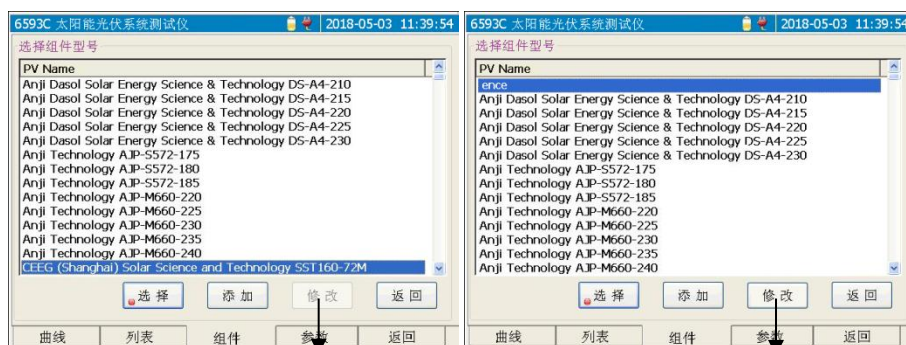 6593C 太阳能光伏系统测试仪 2018-05-03 11:39:54
选择组件型号
PV Name
Anji Dasol Solar Energy Science & Technology DS-A4-210
Anji Dasol Solar Energy Science & Technology DS-A4-215
Anji Dasol Solar Energy Science & Technology DS-A4-220
Anji Dasol Solar Energy Science & Technology DS-A4-225
Anji Dasol Solar Energy Science & Technology DS-A4-230
Anji Technology AJP-S572-175
Anji Technology AJP-S572-180
Anji Technology AJP-S572-185
Anji Technology AJP-M660-220
Anji Technology AJP-M660-225
Anji Technology AJP-M660-230
Anji Technology AJP-M660-235
Anji Technology AJP-M660-240
CEEG (Shanghai) Solar Science and Technology SST160-72M
选择 添加 修改 返回
曲线 列表 组件 参数 返回
6593C 太阳能光伏系统测试仪 2018-05-03 11:39:54
选择组件型号
PV Name
ence
Anji Dasol Solar Energy Science & Technology DS-A4-210
Anji Dasol Solar Energy Science & Technology DS-A4-215
Anji Dasol Solar Energy Science & Technology DS-A4-220
Anji Dasol Solar Energy Science & Technology DS-A4-225
Anji Dasol Solar Energy Science & Technology DS-A4-230
Anji Technology AJP-S572-175
Anji Technology AJP-S572-180
Anji Technology AJP-S572-185
Anji Technology AJP-M660-220
Anji Technology AJP-M660-225
Anji Technology AJP-M660-230
Anji Technology AJP-M660-235
Anji Technology AJP-M660-240
选择 添加 修改 返回
曲线 列表 组件 参数 返回